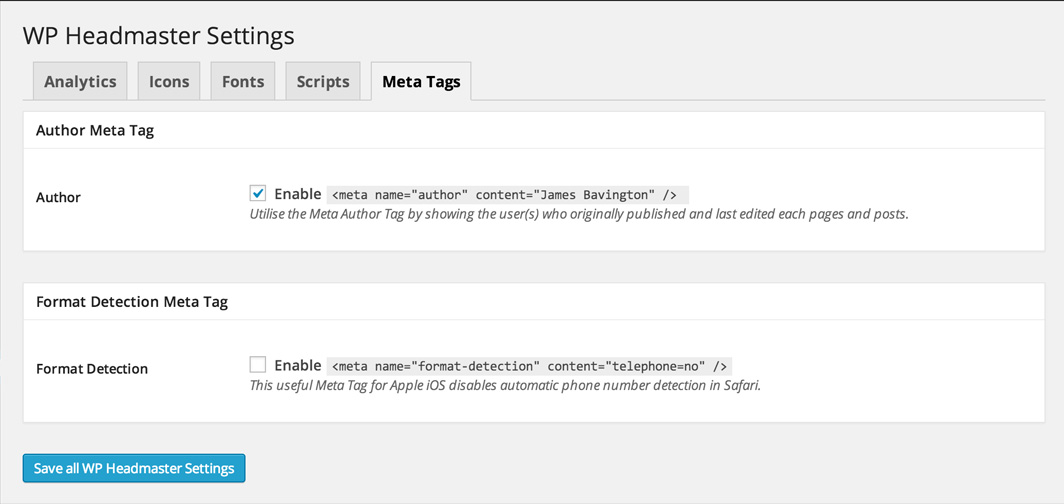 WP Headmaster Settings
Analytics Icons Fonts Scripts Meta Tags
Author Meta Tag
Author
Enable <meta name="author" content="James Bavington" />
Utilise the Meta Author Tag by showing the user(s) who originally published and last edited each pages and posts.
Format Detection Meta Tag
Format Detection
Enable <meta name="format-detection" content="telephone=no" />
This useful Meta Tag for Apple iOS disables automatic phone number detection in Safari.
Save all WP Headmaster Settings